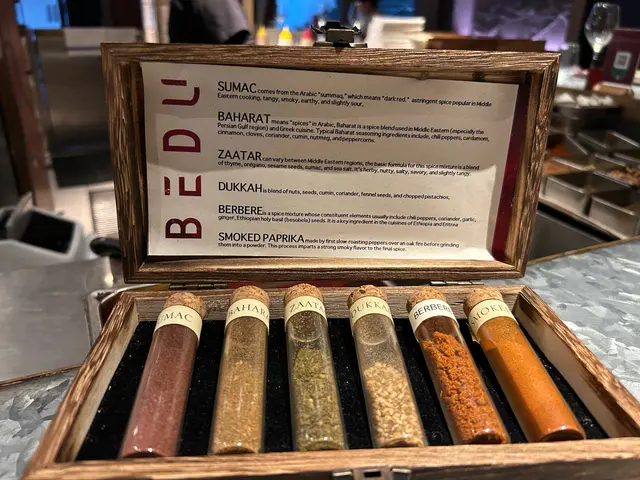 BEDU
SUMAC comes from the Arabic "summaq," which means "dark red." astringent spice popular in Middle
Eastern cooking, tangy, smoky, earthy, and slightly sour,
BAHARAT means "spices" in Arabic, Baharat is a spice blend used in Middle Eastern (especially the
Persian Gulf region) and Greek cuisine. Typical Baharat seasoning ingredients include, chili peppers, cardamom,
cinnamon, cloves, coriander, cumin, nutmeg, and peppercorns.
ZAATAR can vary between Middle Eastern regions, the basic formula for this spice mixture is a blend
of thyme, oregano, sesame seeds, sumac, and sea salt. It's herby, nutty, salty, savory, and slightly tangy.
DUKKAH is blend of nuts, seeds, cumin, coriander, fennel seeds, and chopped pistachios,
BERBERE is a spice mixture whose constituent elements usually include chili peppers, coriander, garlic,
ginger, Ethiopian holy basil (besobela) seeds. It is a key ingredient in the cuisines of Ethiopia and Eritrea
SMOKED PAPRIKA made by first slow roasting peppers over an oak fire before grinding
them into a powder. This process imparts a strong smoky flavor to the final spice.
MAC
BAHAR
ZAATA
DUKKA
BERBERE
SMOKE